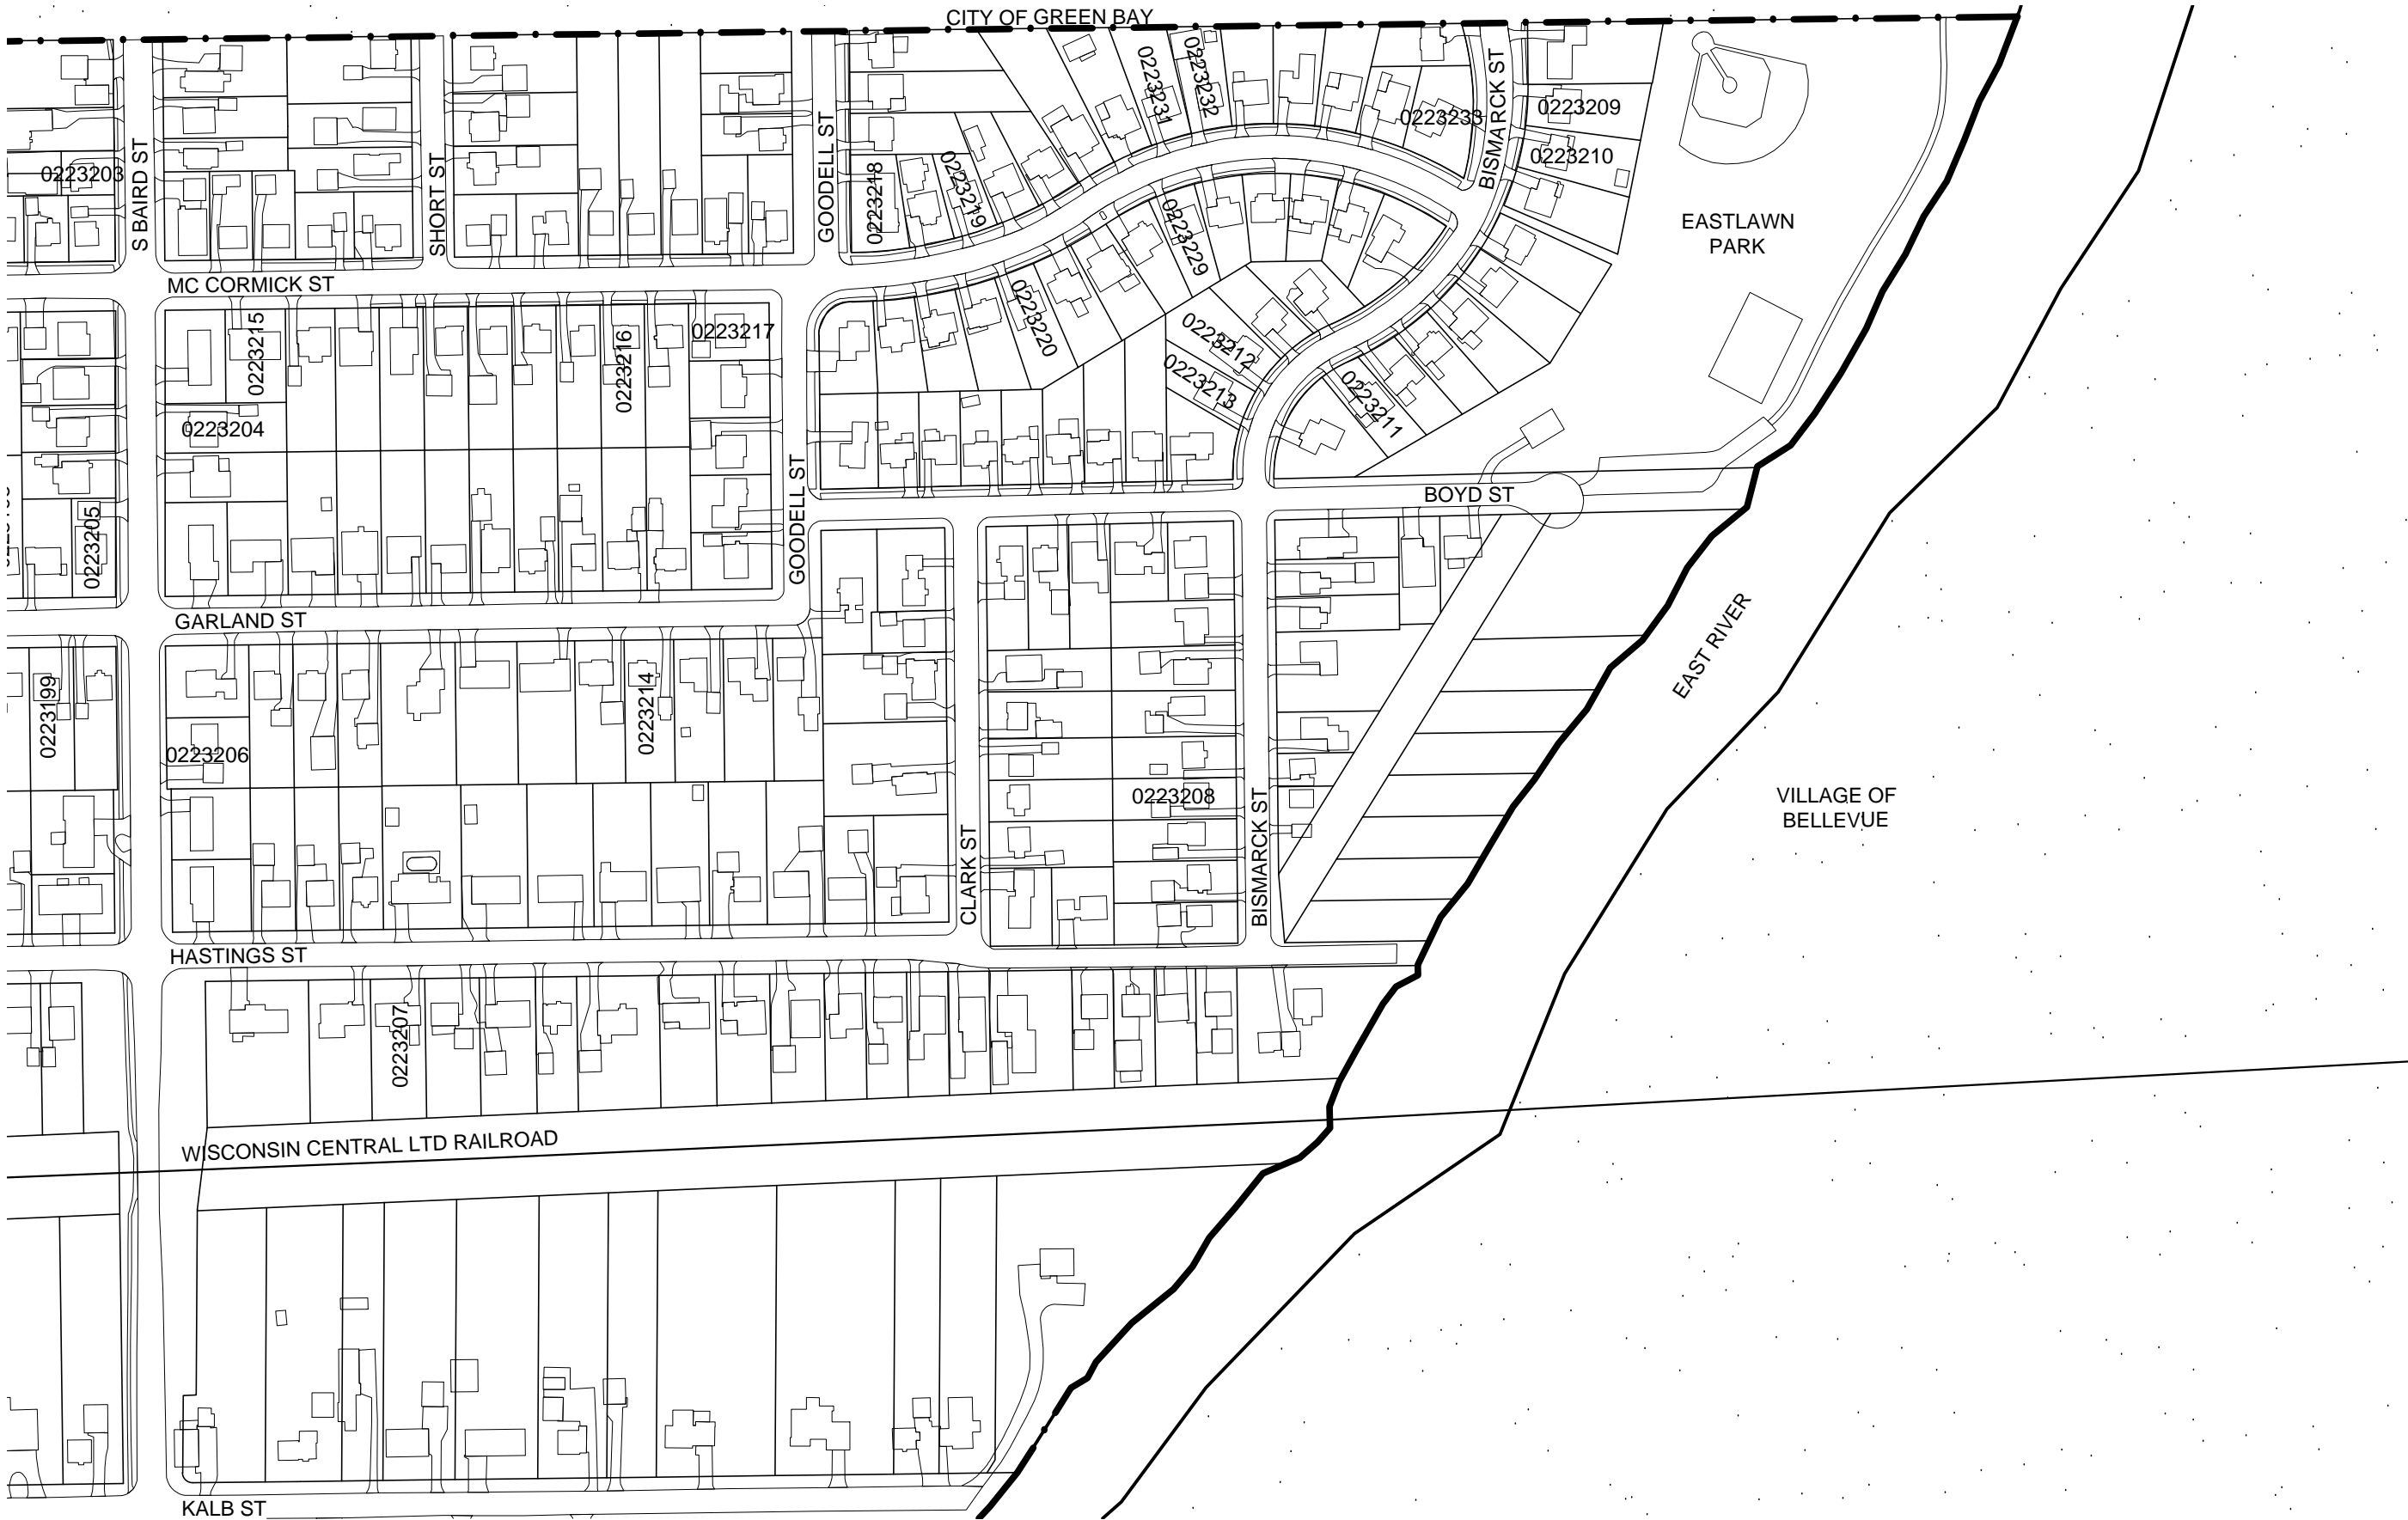 CITY OF GREEN BAY
0223231
0223232
BISMARCK ST
0223209
0223233
0223210
S BAIRD ST
0223203
SHORT ST
GOODELL ST
0223218
0223219
0223229
EASTLAWN
PARK
MC CORMICK ST
0223215
0223216
0223217
0223220
0223212
0223213
0223211
0223204
0223205
GOODELL ST
BOYD ST
GARLAND ST
EAST RIVER
0223199
0223206
0223214
0223208
VILLAGE OF
BELLEVUE
CLARK ST
BISMARCK ST
HASTINGS ST
0223207
WISCONSIN CENTRAL LTD RAILROAD
KALB ST